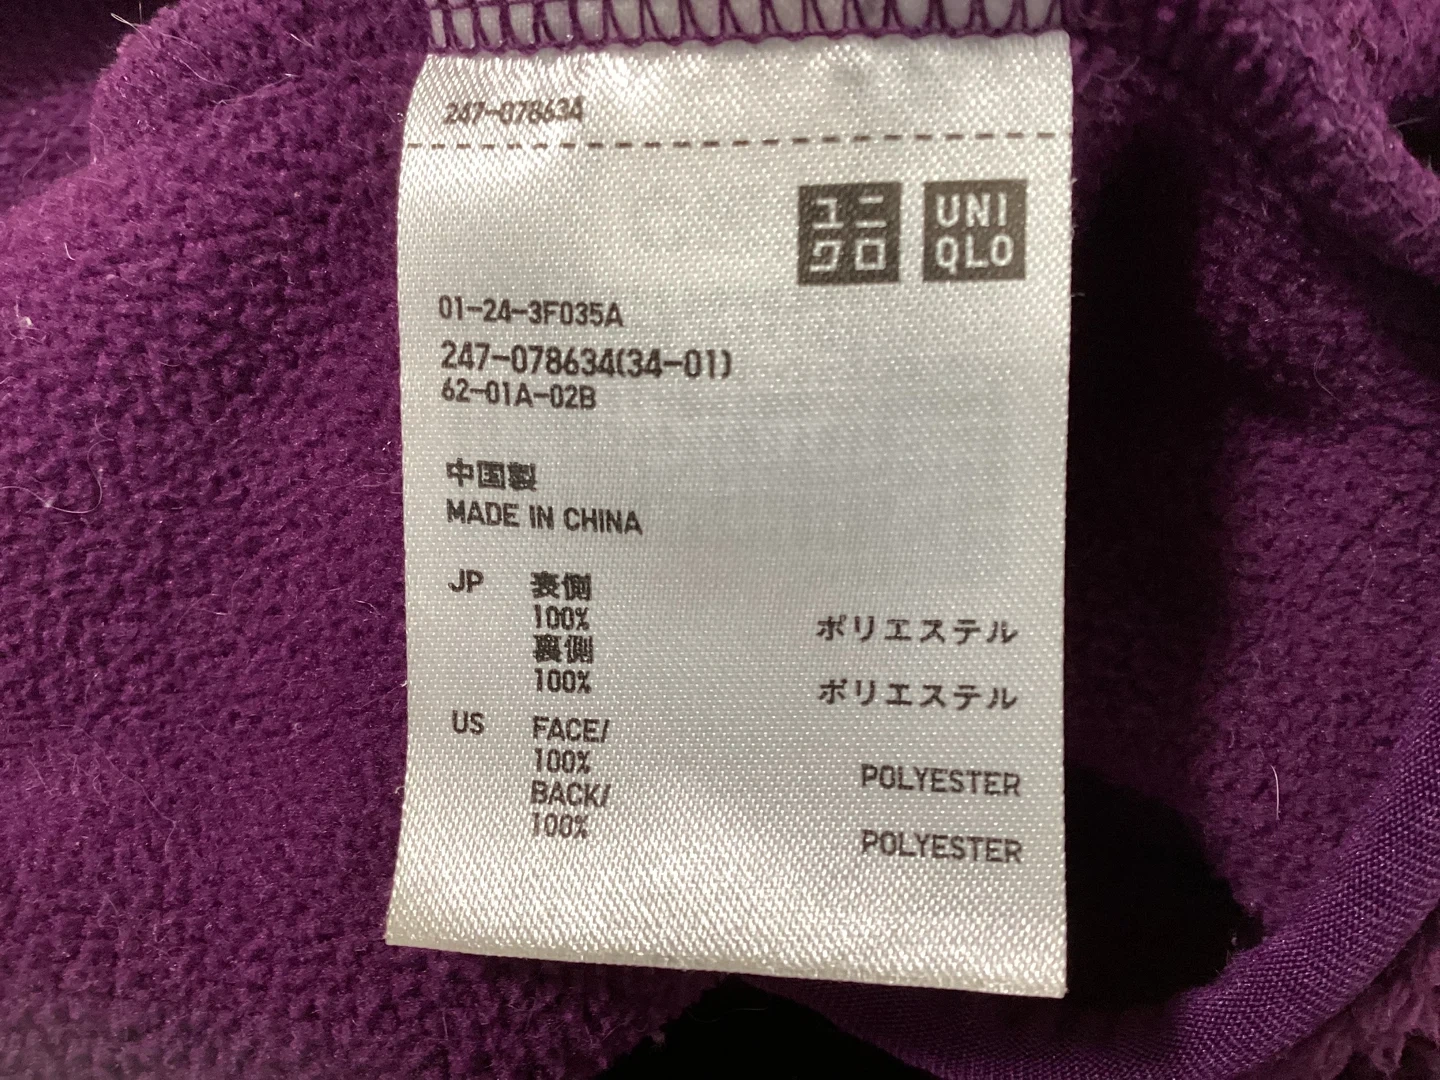 247-078634
ユニ
クロ
UNI
QLO
01-24-3F035A
247-078634(34-01)
62-01A-02B
中国製
MADE IN CHINA
JP 表側
100% ポリエステル
裏側
100% ポリエステル
US FACE/
100% POLYESTER
BACK/
100% POLYESTER